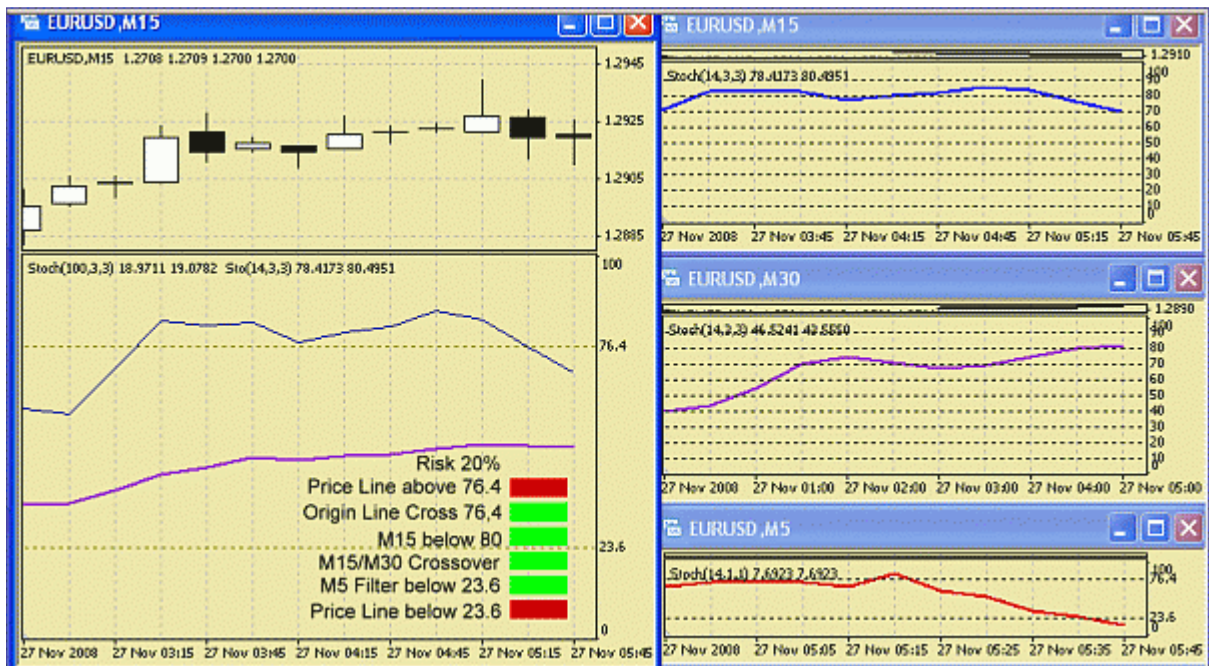 EURUSD,M15
EURUSD,M15 1.2708 1.2709 1.2700 1.2700
1.2945
1.2925
1.2905
1.2885
Stoch(100,3,3) 18.9711 19.0782 Sto(14,3,3) 78.4173 80.4951
100
76.4
23.6
0
Risk 20%
Price Line above 76.4
Origin Line Cross 76,4
M15 below 80
M15/M30 Crossover
M5 Filter below 23.6
Price Line below 23.6
27 Nov 2008 27 Nov 03:15 27 Nov 03:45 27 Nov 04:15 27 Nov 04:45 27 Nov 05:15 27 Nov 05:45
EURUSD,M15
1.2910
Stoch(14,3,3) 78.4173 80.4951
100
90
80
70
60
50
40
30
20
10
0
27 Nov 2008 27 Nov 03:45 27 Nov 04:15 27 Nov 04:45 27 Nov 05:15 27 Nov 05:45
EURUSD,M30
1.2890
Stoch(14,3,3) 46.5241 43.5550
100
90
80
70
60
50
40
30
20
10
0
27 Nov 2008 27 Nov 01:00 27 Nov 02:00 27 Nov 03:00 27 Nov 04:00 27 Nov 05:00
EURUSD,M5
Stoch(14,1,1) 7.6923 7.6923
100
76.4
23.6
0
27 Nov 2008 27 Nov 05:05 27 Nov 05:15 27 Nov 05:25 27 Nov 05:35 27 Nov 05:45